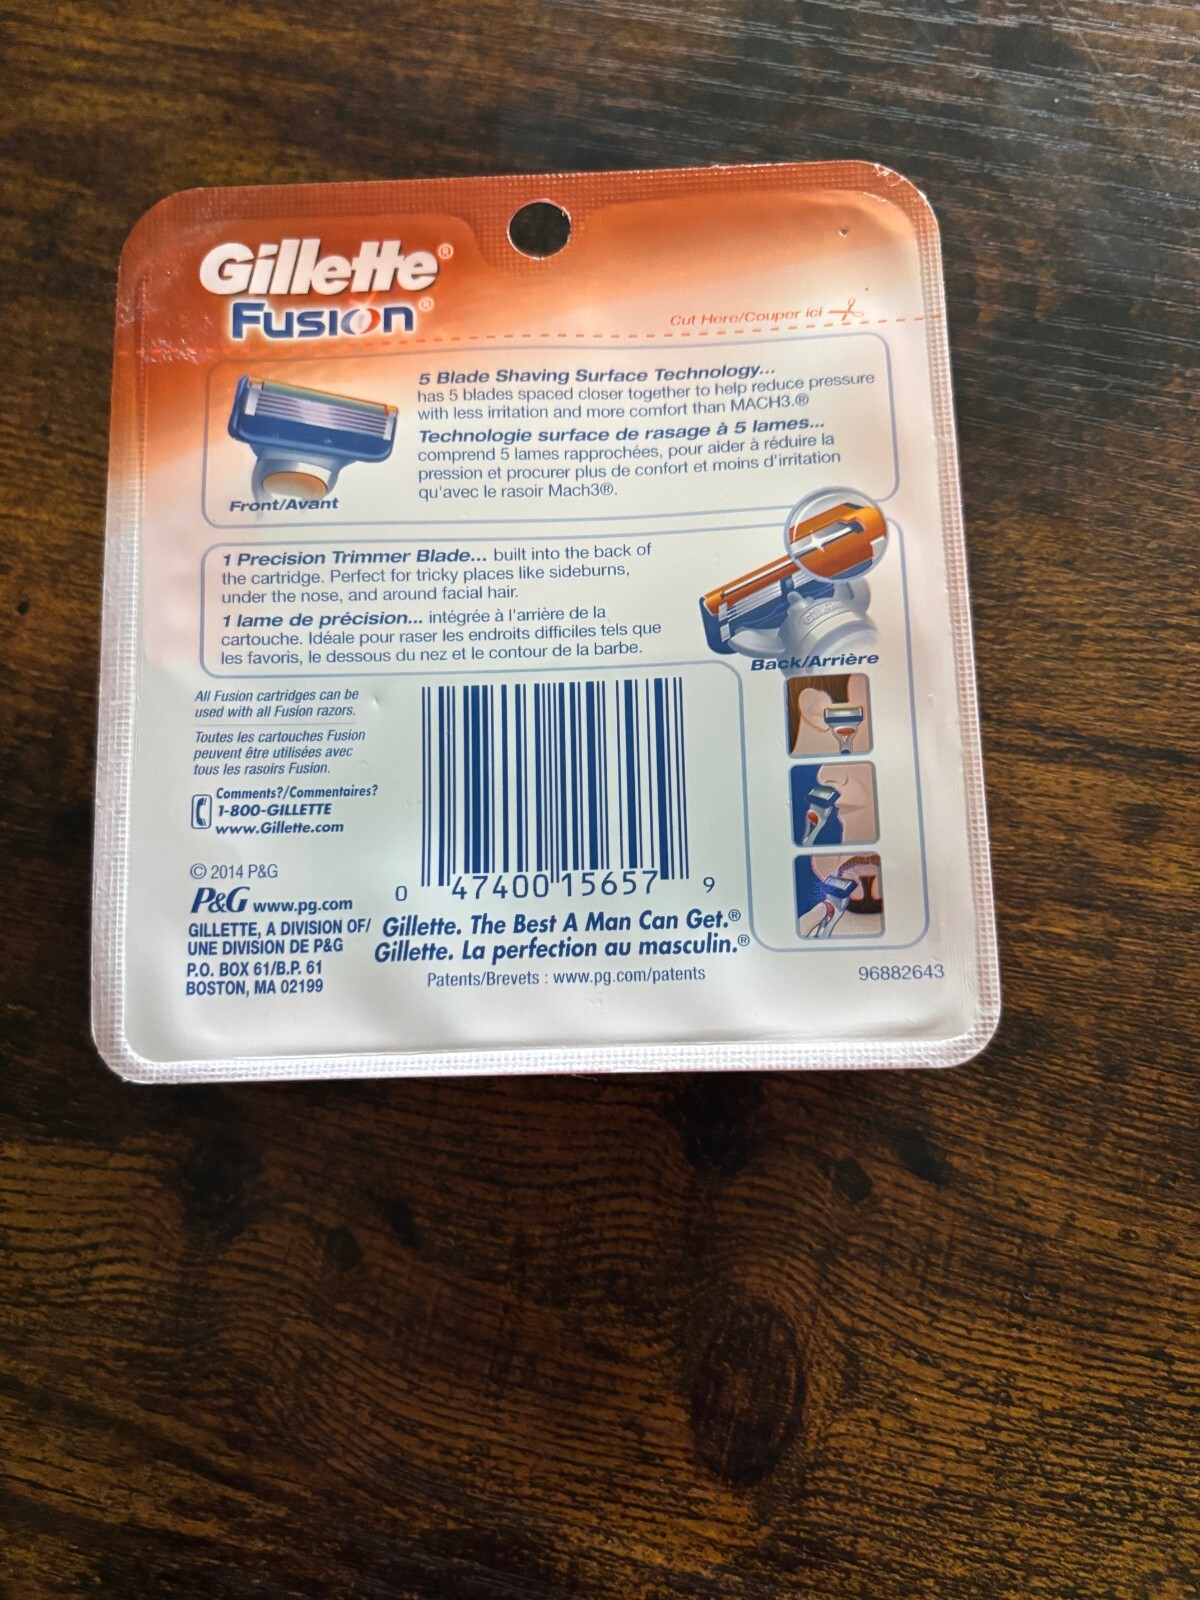 Gillette®
Fusion®
Cut Here/Couper ici
5 Blade Shaving Surface Technology...
has 5 blades spaced closer together to help reduce pressure
with less irritation and more comfort than MACH3.®
Technologie surface de rasage à 5 lames...
comprend 5 lames rapprochées, pour aider à réduire la
pression et procurer plus de confort et moins d'irritation
qu'avec le rasoir Mach3®.
Front/Avant
1 Precision Trimmer Blade... built into the back of
the cartridge. Perfect for tricky places like sideburns,
under the nose, and around facial hair.
1 lame de précision... intégrée à l'arrière de la
cartouche. Idéale pour raser les endroits difficiles tels que
les favoris, le dessous du nez et le contour de la barbe.
Gillette
Back/Arrière
All Fusion cartridges can be
used with all Fusion razors.
Toutes les cartouches Fusion
peuvent être utilisées avec
tous les rasoirs Fusion.
Comments?/Commentaires?
1-800-GILLETTE
www.Gillette.com
© 2014 P&G
P&G www.pg.com
GILLETTE, A DIVISION OF/
UNE DIVISION DE P&G
P.O. BOX 61/B.P. 61
BOSTON, MA 02199
0 47400 15657 9
Gillette. The Best A Man Can Get.®
Gillette. La perfection au masculin.®
Patents/Brevets : www.pg.com/patents
96882643